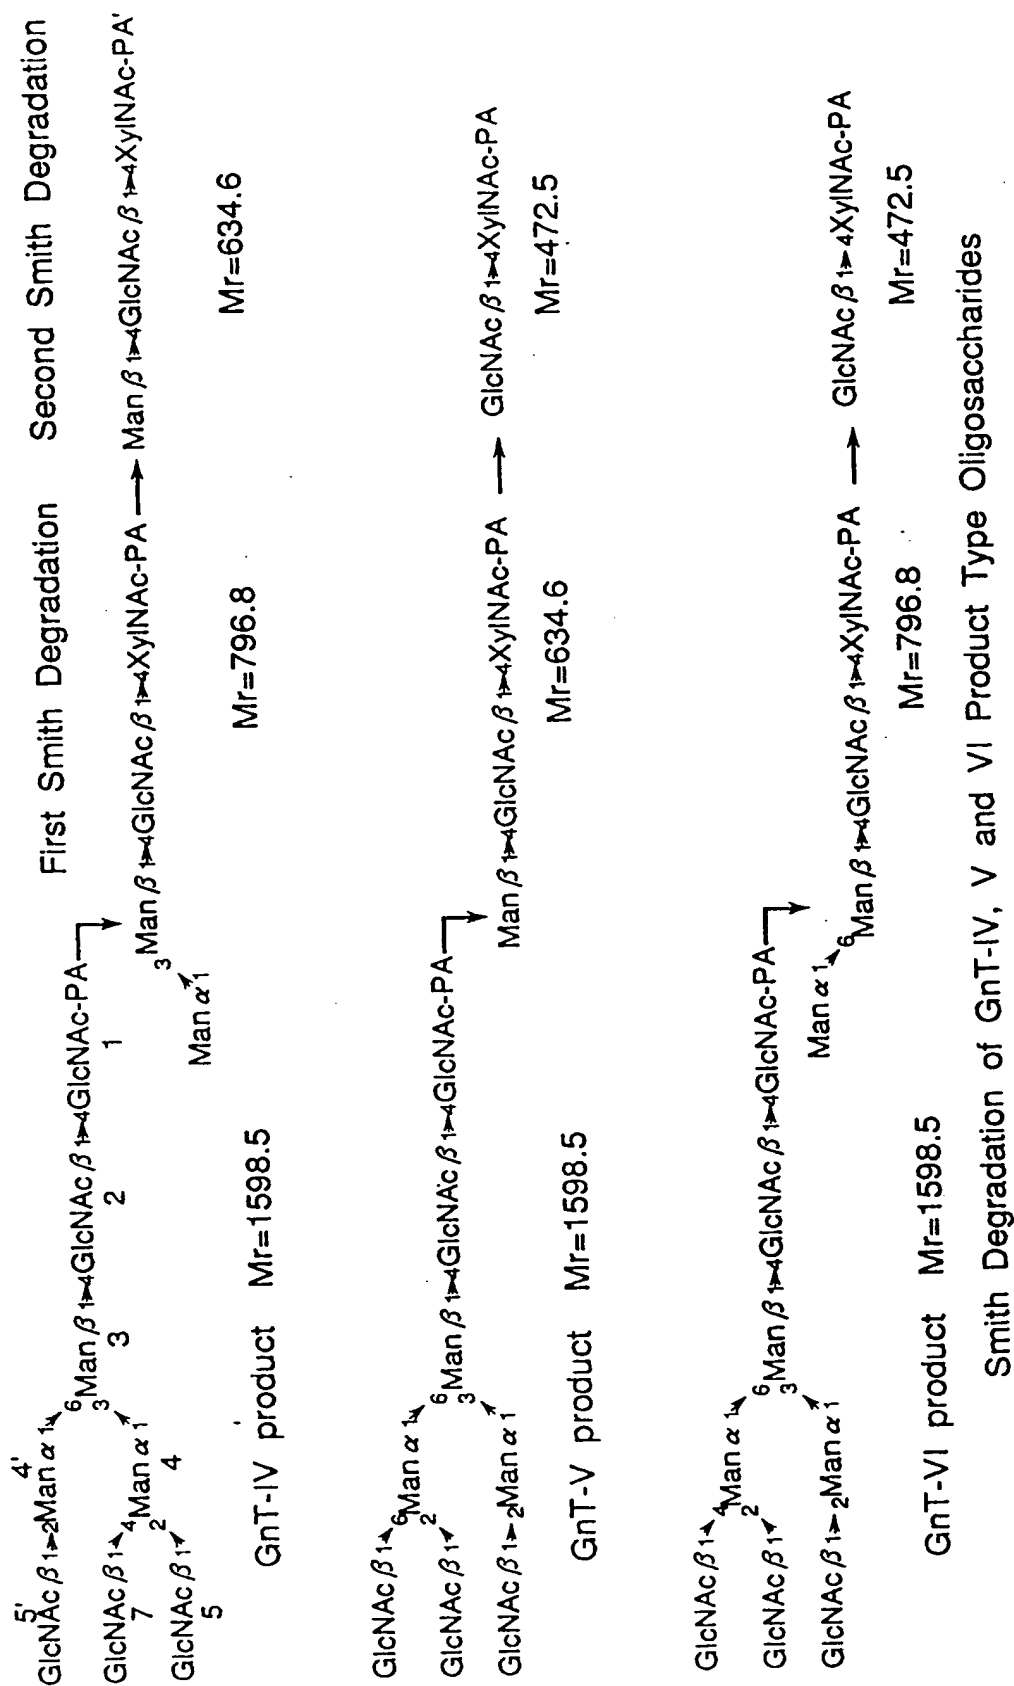 First Smith Degradation Second Smith Degradation
5' 4'
GlcNAcβ1→2Manα1
6
Manβ1→4GlcNAcβ1→4GlcNAc-PA
3
3 2 1
GlcNAcβ1
7
4
Manα1
2
4
GlcNAcβ1
5
3
Manβ1→4GlcNAcβ1→4XylNAc-PA → Manβ1→4GlcNAcβ1→4XylNAc-PA'
Manα1
GnT-IV product Mr=1598.5 Mr=796.8 Mr=634.6
GlcNAcβ1
6
Manα1
2
GlcNAcβ1
6
Manβ1→4GlcNAcβ1→4GlcNAc-PA
3
GlcNAcβ1→2Manα1
Manβ1→4GlcNAcβ1→4XylNAc-PA → GlcNAcβ1→4XylNAc-PA
GnT-V product Mr=1598.5 Mr=634.6 Mr=472.5
GlcNAcβ1
4
Manα1
2
GlcNAcβ1
6
Manβ1→4GlcNAcβ1→4GlcNAc-PA
3
GlcNAcβ1→2Manα1
Manα1
6
Manβ1→4GlcNAcβ1→4XylNAc-PA → GlcNAcβ1→4XylNAc-PA
GnT-VI product Mr=1598.5 Mr=796.8 Mr=472.5
Smith Degradation of GnT-IV, V and VI Product Type Oligosaccharides